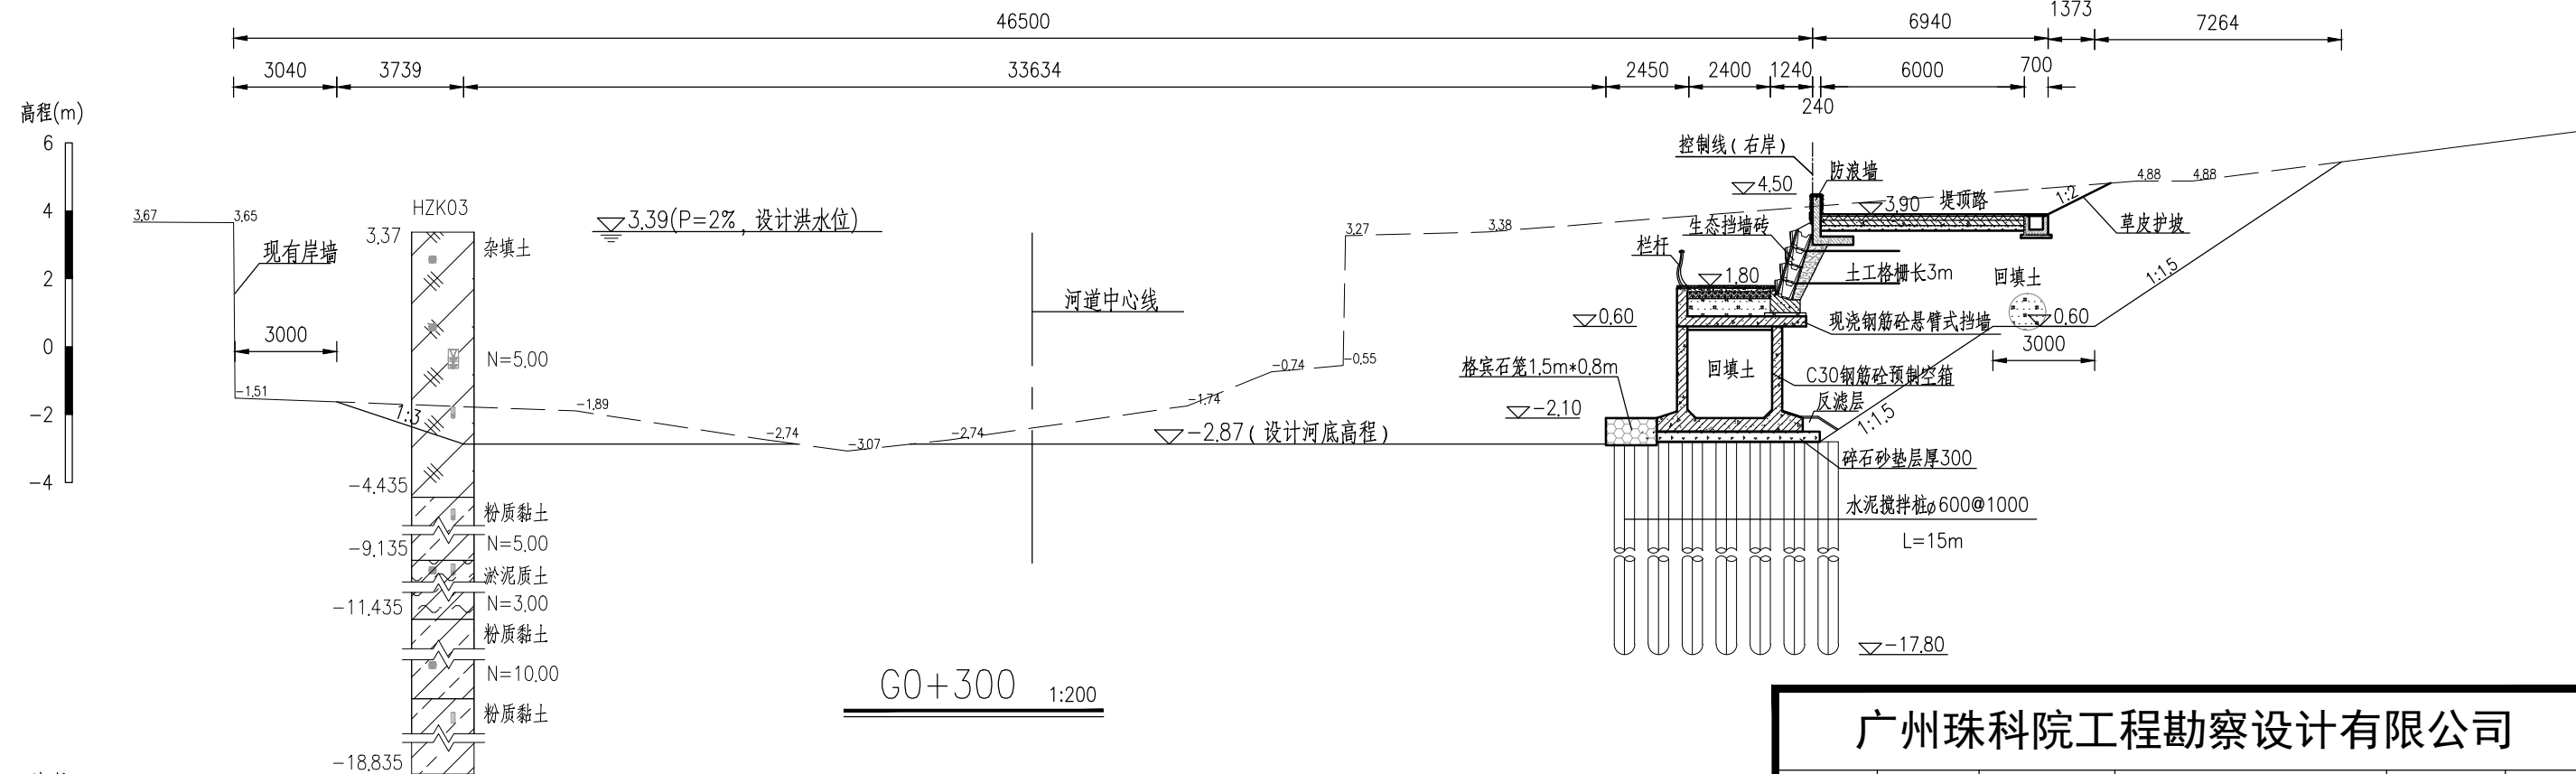 46500
6940
1373
7264
3040
3739
33634
2450
2400
1240
240
6000
700
高程(m)
6
4
2
0
-2
-4
3.67
3.65
现有岸墙
3000
-1.51
1:3
HZK03
3.37
杂填土
N=5.00
-4.435
粉质黏土
-9.135
N=5.00
淤泥质土
-11.435
N=3.00
粉质黏土
N=10.00
粉质黏土
-18.835
3.39(P=2%, 设计洪水位)
河道中心线
-1.89
-2.74
-3.07
-2.74
-1.74
-0.74
-0.55
3.27
3.38
-2.87(设计河底高程)
控制线(右岸)
4.50
防浪墙
3.90
堤顶路
1:2
4.88
4.88
草皮护坡
生态挡墙砖
栏杆
1.80
土工格栅长3m
回填土
1:1.5
0.60
现浇钢筋砼悬臂式挡墙
0.60
3000
格宾石笼1.5m*0.8m
回填土
C30钢筋砼预制空箱
-2.10
反滤层
1:1.5
碎石砂垫层厚300
水泥搅拌桩ø600@1000
L=15m
-17.80
G0+300 1:200
广州珠科院工程勘察设计有限公司